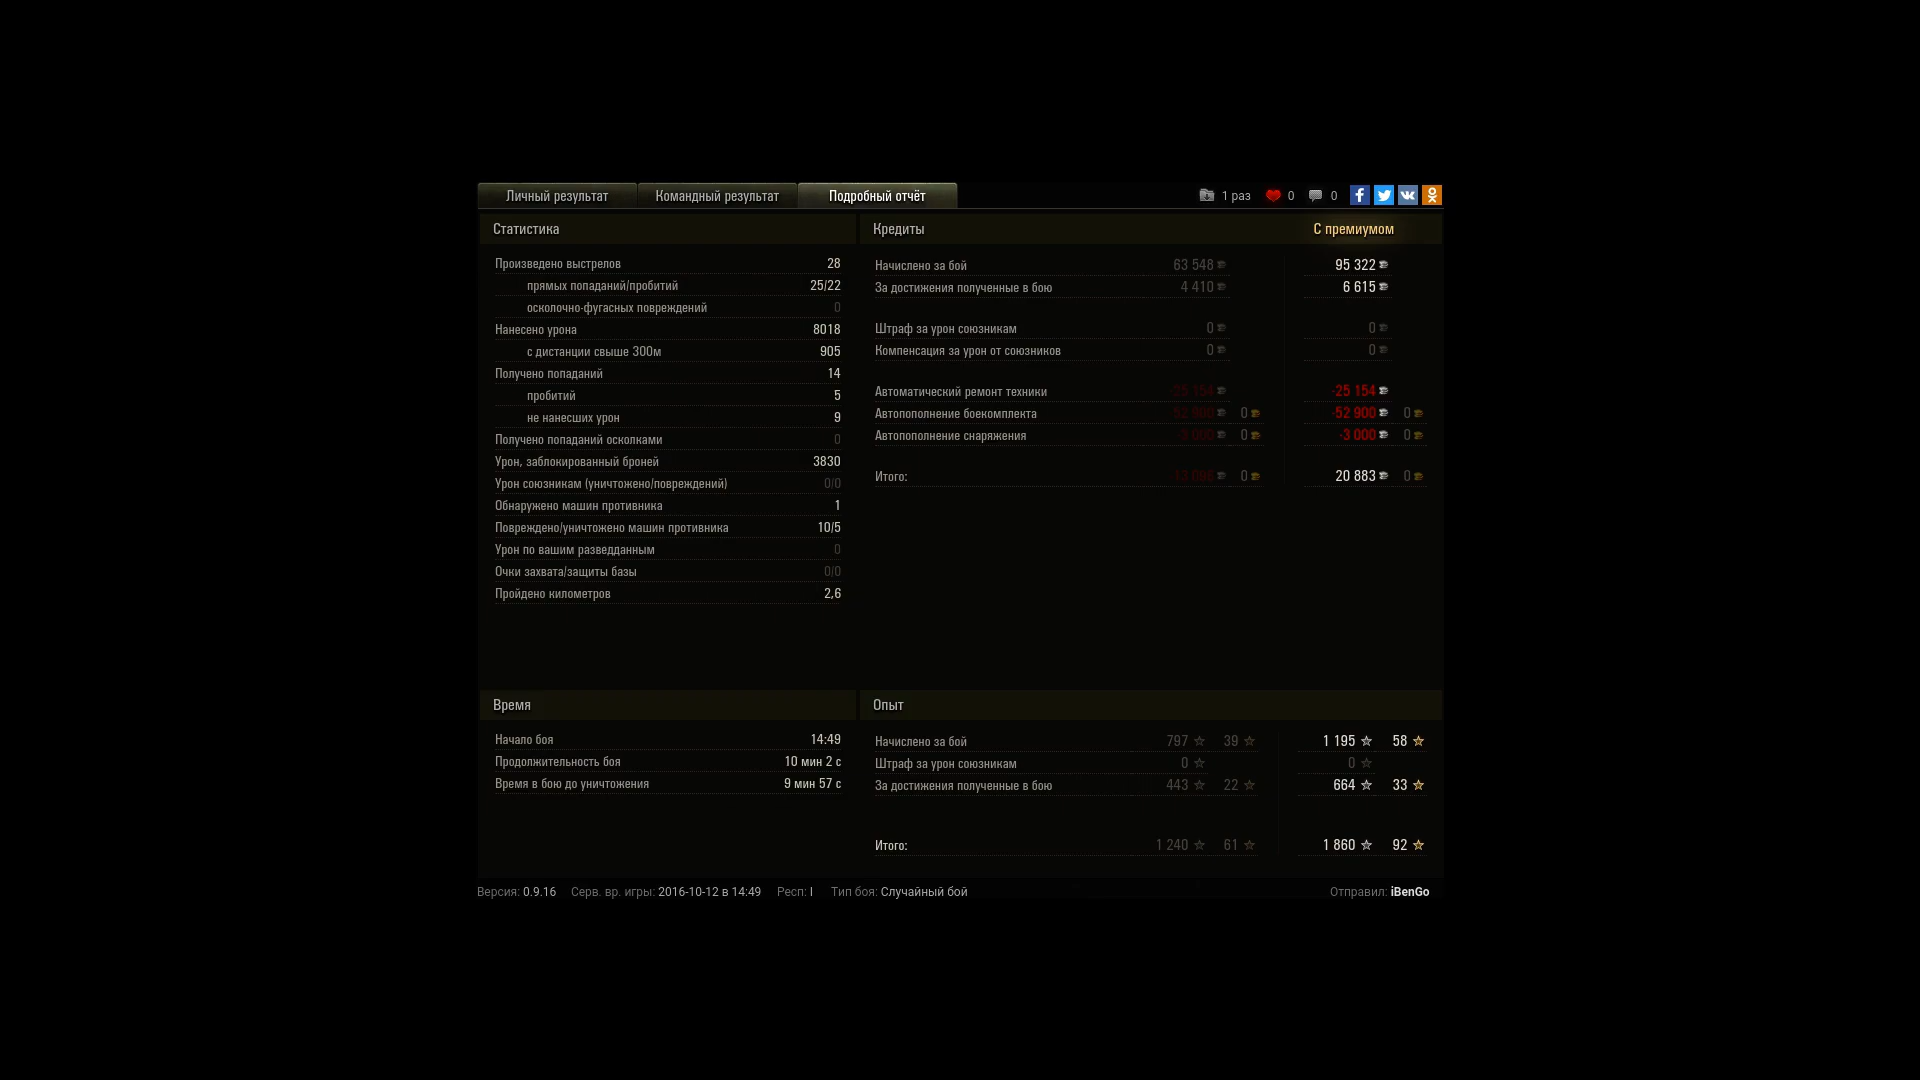 Личный результат Командный результат Подробный отчёт 1 раз 0 0
Статистика
Произведено выстрелов 28
прямых попаданий/пробитий 25/22
осколочно-фугасных повреждений 0
Нанесено урона 8018
с дистанции свыше 300м 905
Получено попаданий 14
пробитий 5
не нанесших урон 9
Получено попаданий осколками 0
Урон, заблокированный броней 3830
Урон союзникам (уничтожено/повреждений) 0/0
Обнаружено машин противника 1
Повреждено/уничтожено машин противника 10/5
Урон по вашим разведданным 0
Очки захвата/защиты базы 0/0
Пройдено километров 2,6
Кредиты С премиумом
Начислено за бой 63 548 95 322
За достижения полученные в бою 4 410 6 615
Штраф за урон союзникам 0 0
Компенсация за урон от союзников 0 0
Автоматический ремонт техники -25 154 -25 154
Автопополнение боекомплекта -52 900 0 -52 900 0
Автопополнение снаряжения -3 000 0 -3 000 0
Итого: 0 20 883 0
Время
Начало боя 14:49
Продолжительность боя 10 мин 2 с
Время в бою до уничтожения 9 мин 57 с
Опыт
Начислено за бой 797 39 1 195 58
Штраф за урон союзникам 0 0
За достижения полученные в бою 443 22 664 33
Итого: 1 240 61 1 860 92
Версия: 0.9.16 Серв. вр. игры: 2016-10-12 в 14:49 Респ: I Тип боя: Случайный бой Отправил: iBenGo